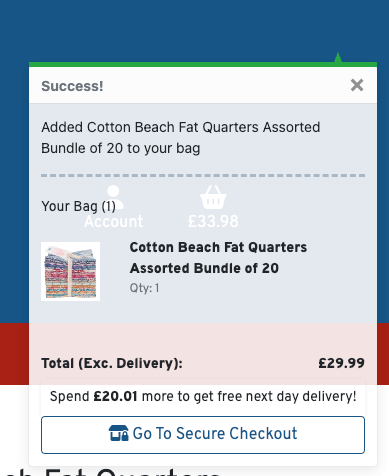 Success!
Added Cotton Beach Fat Quarters Assorted
Bundle of 20 to your bag
Your Bag (1)
Account
£33.98
Cotton Beach Fat Quarters
Assorted Bundle of 20
Qty: 1
Total (Exc. Delivery): £29.99
Spend £20.01 more to get free next day delivery!
Go To Secure Checkout
ch Fat Quarters